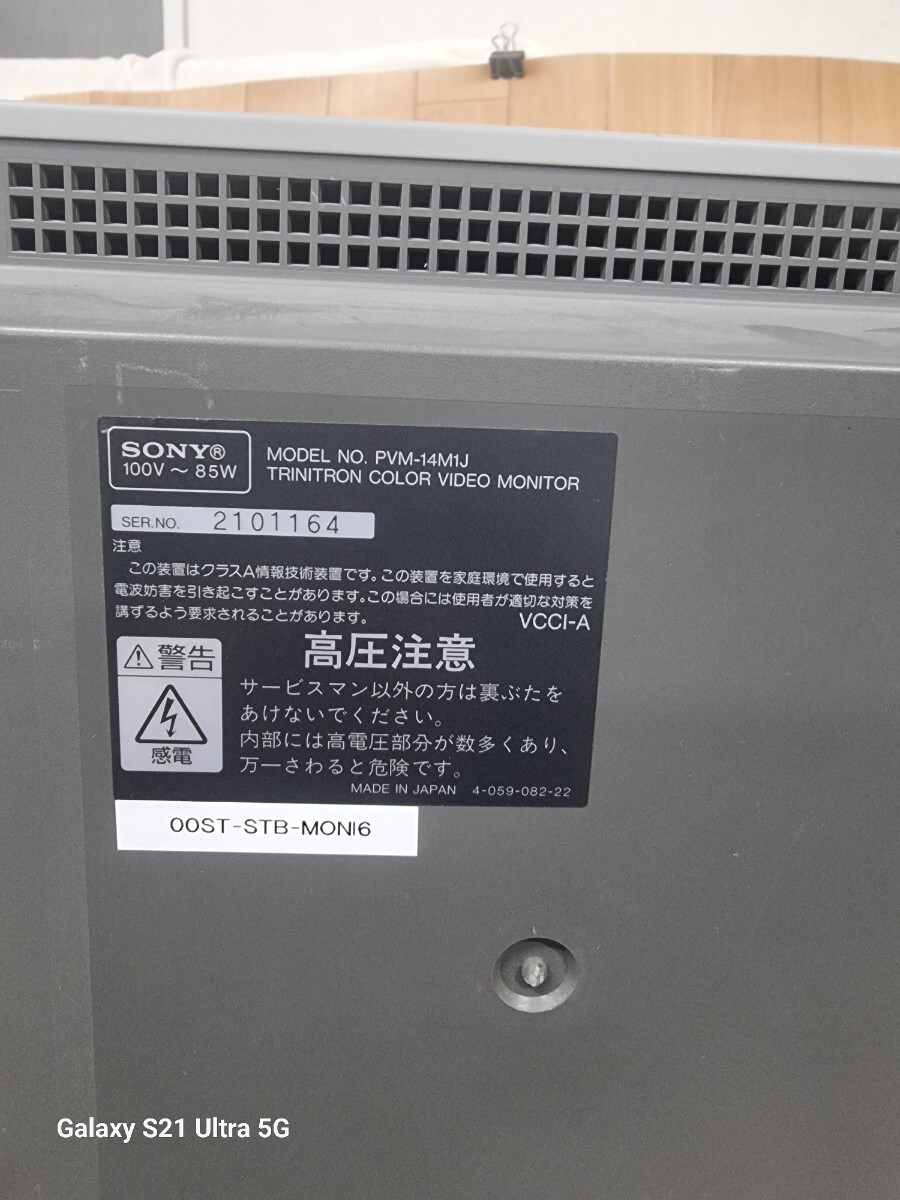 SONY®
100V ～ 85W
MODEL NO. PVM-14M1J
TRINITRON COLOR VIDEO MONITOR
SER.NO. 2101164
注意
この装置はクラスA情報技術装置です。この装置を家庭環境で使用すると
電波妨害を引き起こすことがあります。この場合には使用者が適切な対策を
講ずるよう要求されることがあります。
VCCI-A
⚠警告
感電
高圧注意
サービスマン以外の方は裏ぶたを
あけないでください。
内部には高電圧部分が数多くあり、
万一さわると危険です。
MADE IN JAPAN 4-059-082-22
00ST-STB-MONI6
Galaxy S21 Ultra 5G